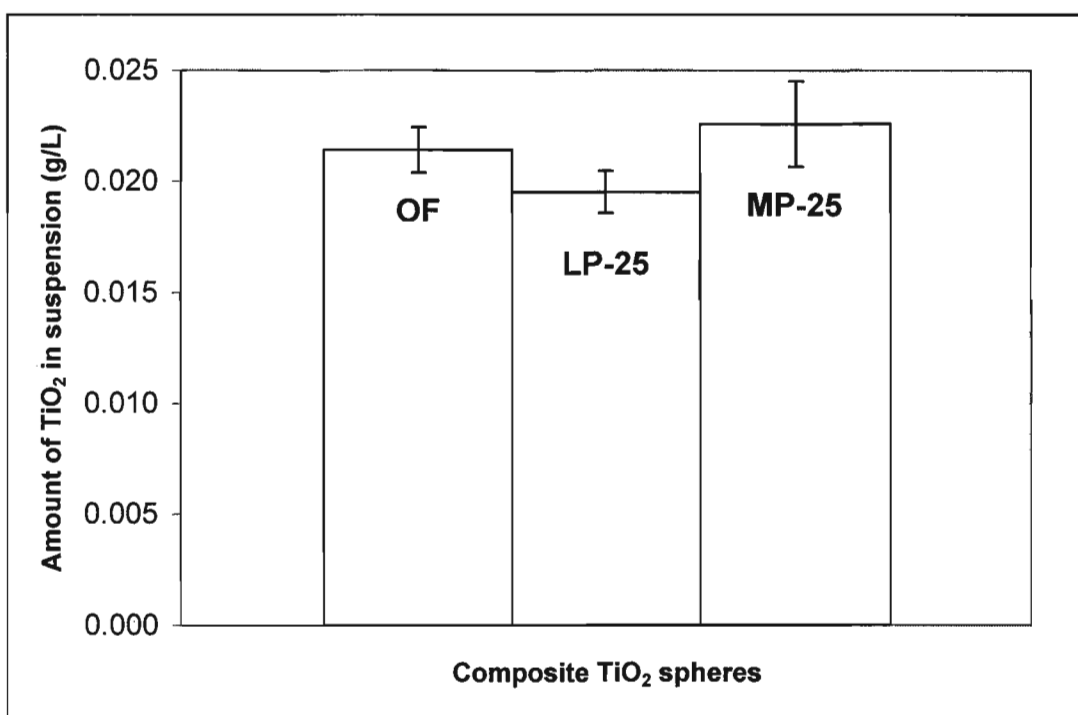 Amount of TiO₂ in suspension (g/L)
0.025
0.020
0.015
0.010
0.005
0.000
OF
LP-25
MP-25
Composite TiO₂ spheres